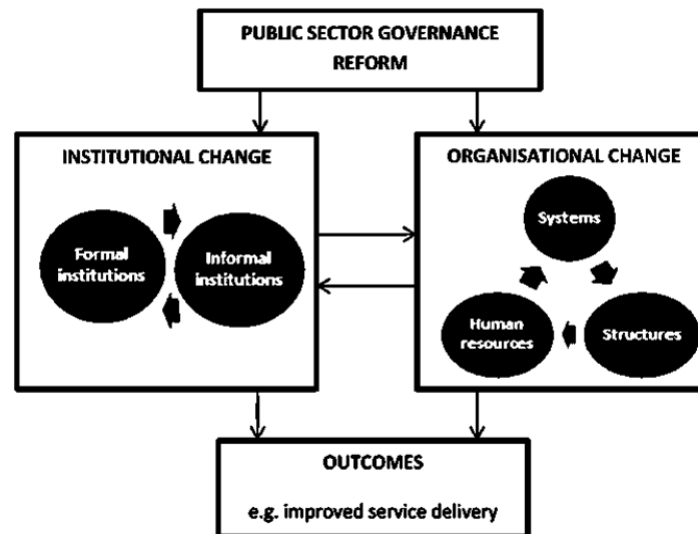 PUBLIC SECTOR GOVERNANCE
REFORM
INSTITUTIONAL CHANGE
Formal
institutions
Informal
institutions
ORGANISATIONAL CHANGE
Systems
Human
resources
Structures
OUTCOMES
e.g. improved service delivery